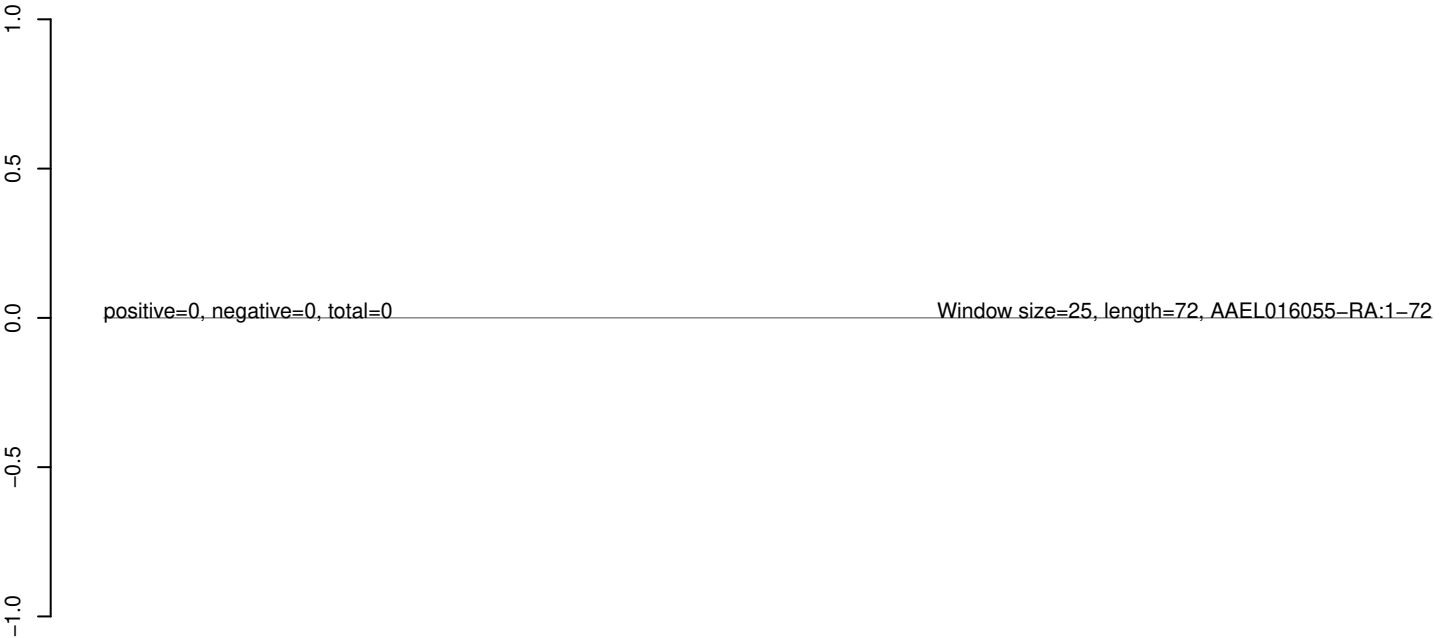 1.0
0.5
0.0
−0.5
−1.0
positive=0, negative=0, total=0
Window size=25, length=72, AAEL016055−RA:1−72